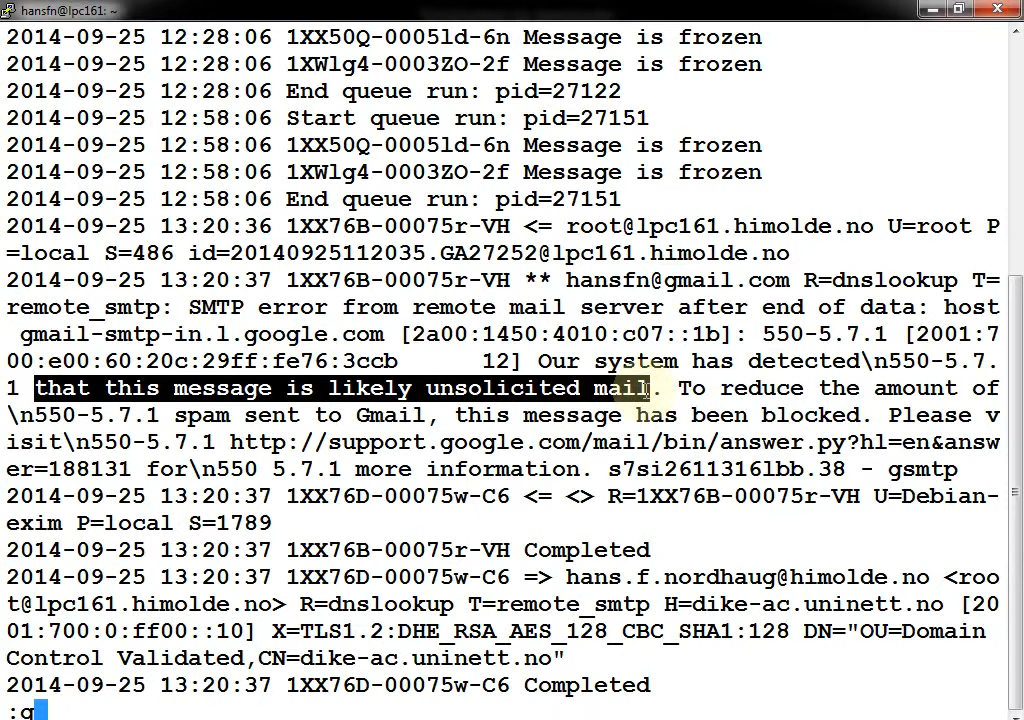 hansfn@lpc161: ~
2014-09-25 12:28:06 1XX50Q-0005ld-6n Message is frozen
2014-09-25 12:28:06 1XWlg4-0003ZO-2f Message is frozen
2014-09-25 12:28:06 End queue run: pid=27122
2014-09-25 12:58:06 Start queue run: pid=27151
2014-09-25 12:58:06 1XX50Q-0005ld-6n Message is frozen
2014-09-25 12:58:06 1XWlg4-0003ZO-2f Message is frozen
2014-09-25 12:58:06 End queue run: pid=27151
2014-09-25 13:20:36 1XX76B-00075r-VH <= root@lpc161.himolde.no U=root P
=local S=486 id=20140925112035.GA27252@lpc161.himolde.no
2014-09-25 13:20:37 1XX76B-00075r-VH ** hansfn@gmail.com R=dnslookup T=
remote_smtp: SMTP error from remote mail server after end of data: host
 gmail-smtp-in.l.google.com [2a00:1450:4010:c07::1b]: 550-5.7.1 [2001:7
00:e00:60:20c:29ff:fe76:3ccb      12] Our system has detected\n550-5.7.
1 that this message is likely unsolicited mail. To reduce the amount of
\n550-5.7.1 spam sent to Gmail, this message has been blocked. Please v
isit\n550-5.7.1 http://support.google.com/mail/bin/answer.py?hl=en&answ
er=188131 for\n550 5.7.1 more information. s7si2611316lbb.38 - gsmtp
2014-09-25 13:20:37 1XX76D-00075w-C6 <= <> R=1XX76B-00075r-VH U=Debian-
exim P=local S=1789
2014-09-25 13:20:37 1XX76B-00075r-VH Completed
2014-09-25 13:20:37 1XX76D-00075w-C6 => hans.f.nordhaug@himolde.no <roo
t@lpc161.himolde.no> R=dnslookup T=remote_smtp H=dike-ac.uninett.no [20
01:700:0:ff00::10] X=TLS1.2:DHE_RSA_AES_128_CBC_SHA1:128 DN="OU=Domain
Control Validated,CN=dike-ac.uninett.no"
2014-09-25 13:20:37 1XX76D-00075w-C6 Completed
:q